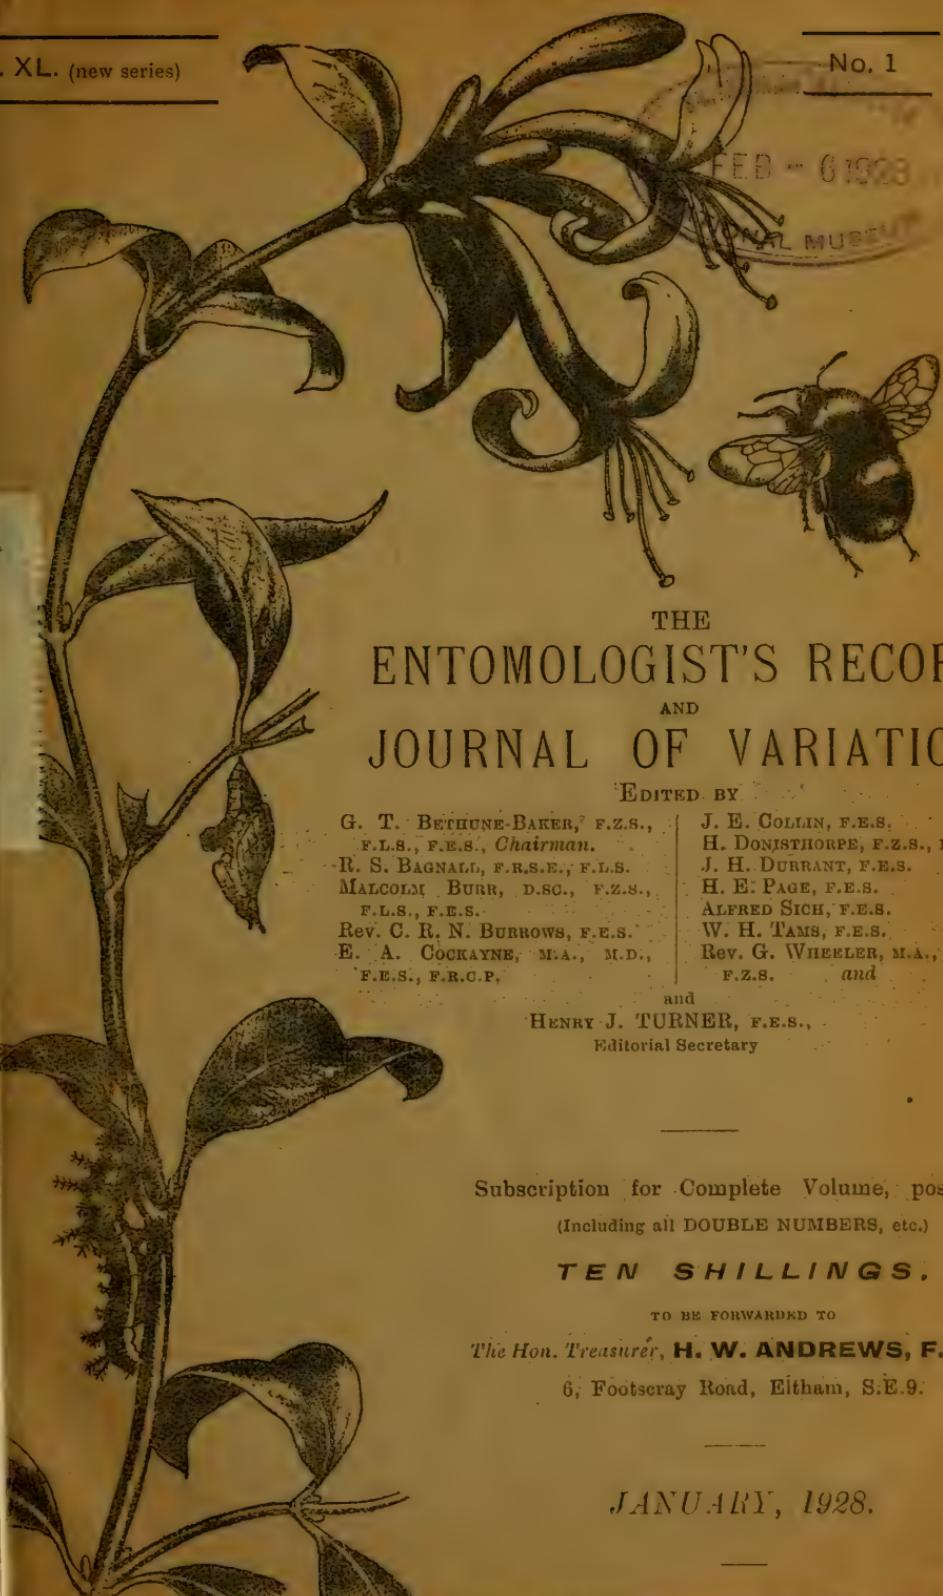 . XL. (new series)
No. 1
FEB - 6 1928
NAL MUSEUM
THE
ENTOMOLOGIST'S RECOR
AND
JOURNAL OF VARIATIO
EDITED BY
G. T. BETHUNE-BAKER, F.Z.S.,
F.L.S., F.E.S., Chairman.
R. S. BAGNALL, F.R.S.E., F.L.S.
MALCOLM BURR, D.SC., F.Z.S.,
F.L.S., F.E.S.
Rev. C. R. N. BURROWS, F.E.S.
E. A. COCKAYNE, M.A., M.D.,
F.E.S., F.R.C.P.
J. E. COLLIN, F.E.S.
H. DONISTHORPE, F.Z.S.,
J. H. DURRANT, F.E.S.
H. E. PAGE, F.E.S.
ALFRED SICH, F.E.S.
W. H. TAMS, F.E.S.
Rev. G. WHEELER, M.A.,
F.Z.S. and
and
HENRY J. TURNER, F.E.S.,
Editorial Secretary
Subscription for Complete Volume, pos
(Including all DOUBLE NUMBERS, etc.)
TEN SHILLINGS.
TO BE FORWARDED TO
The Hon. Treasurer, H. W. ANDREWS, F.
6, Footscray Road, Eltham, S.E.9.
JANUARY, 1928.